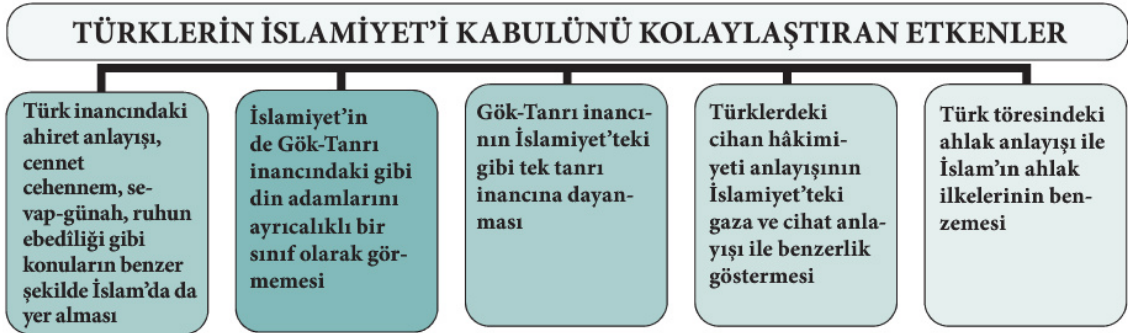 TÜRKLERİN İSLAMİYET’İ KABULÜNÜ KOLAYLAŞTIRAN ETKENLER
Türk inancındaki
ahiret anlayışı,
cennet
cehennem, se-
vap-günah, ruhun
ebedîliği gibi
konuların benzer
şekilde İslam’da da
yer alması
İslamiyet’in
de Gök-Tanrı
inancındaki gibi
din adamlarını
ayrıcalıklı bir
sınıf olarak gör-
memesi
Gök-Tanrı inancı-
nın İslamiyet’teki
gibi tek tanrı
inancına dayan-
ması
Türklerdeki
cihan hâkimi-
yeti anlayışının
İslamiyet’teki
gaza ve cihat anla-
yışı ile benzerlik
göstermesi
Türk töresindeki
ahlak anlayışı ile
İslam’ın ahlak
ilkelerinin ben-
zemesi